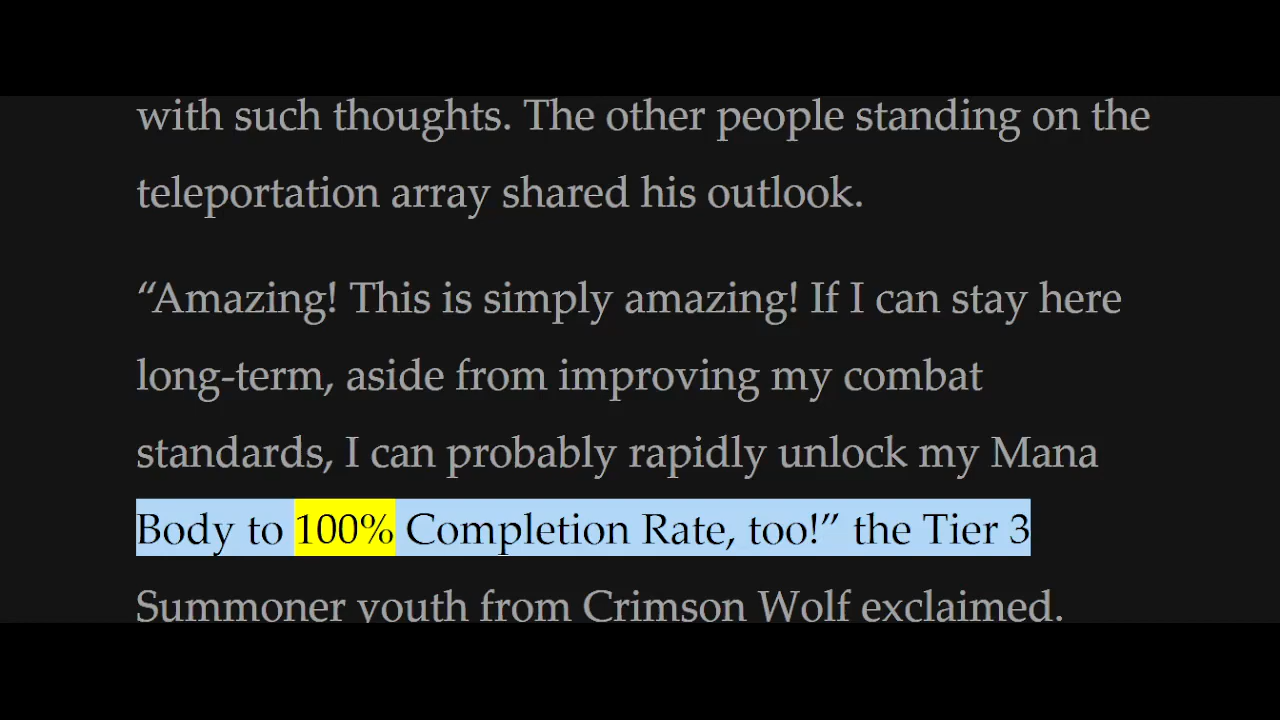 with such thoughts. The other people standing on the
teleportation array shared his outlook.
“Amazing! This is simply amazing! If I can stay here
long-term, aside from improving my combat
standards, I can probably rapidly unlock my Mana
Body to 100% Completion Rate, too!” the Tier 3
Summoner youth from Crimson Wolf exclaimed.